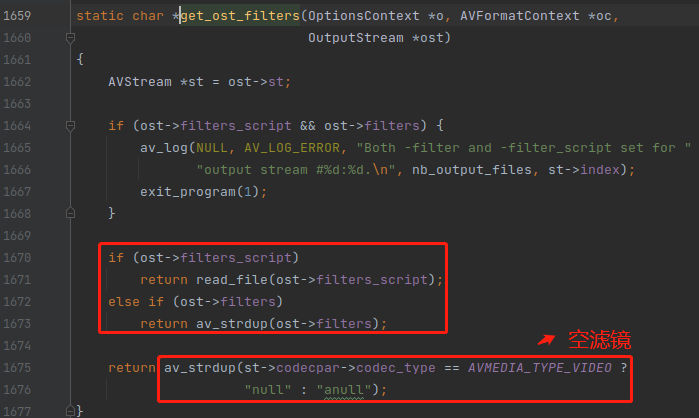 1659 static char *get_ost_filters(OptionsContext *o, AVFormatContext *oc,
1660 OutputStream *ost)
1661 {
1662 AVStream *st = ost->st;
1663
1664 if (ost->filters_script && ost->filters) {
1665 av_log(NULL, AV_LOG_ERROR, "Both -filter and -filter_script set for "
1666 "output stream #%d:%d.\n", nb_output_files, st->index);
1667 exit_program(1);
1668 }
1669
1670 if (ost->filters_script)
1671 return read_file(ost->filters_script);
1672 else if (ost->filters)
1673 return av_strdup(ost->filters);
1674 空滤镜
1675 return av_strdup(st->codecpar->codec_type == AVMEDIA_TYPE_VIDEO ?
1676 "null" : "anull");
1677 }